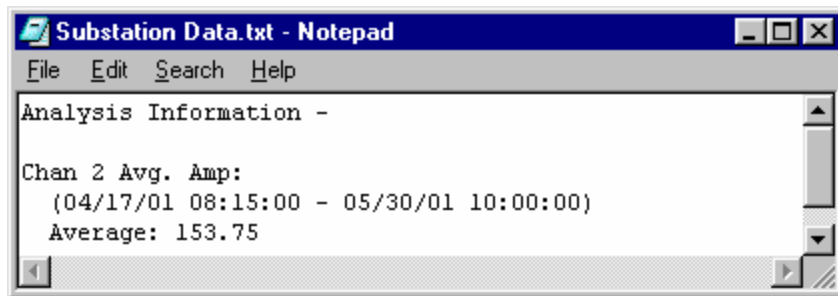 Substation Data.txt - Notepad
File Edit Search Help
Analysis Information -
Chan 2 Avg. Amp:
(04/17/01 08:15:00 - 05/30/01 10:00:00)
Average: 153.75